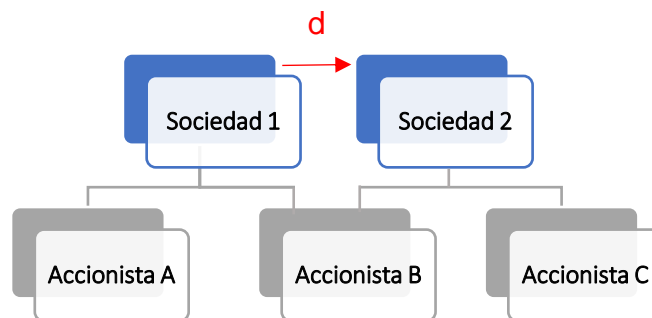 d
Sociedad 1
Sociedad 2
Accionista A
Accionista B
Accionista C